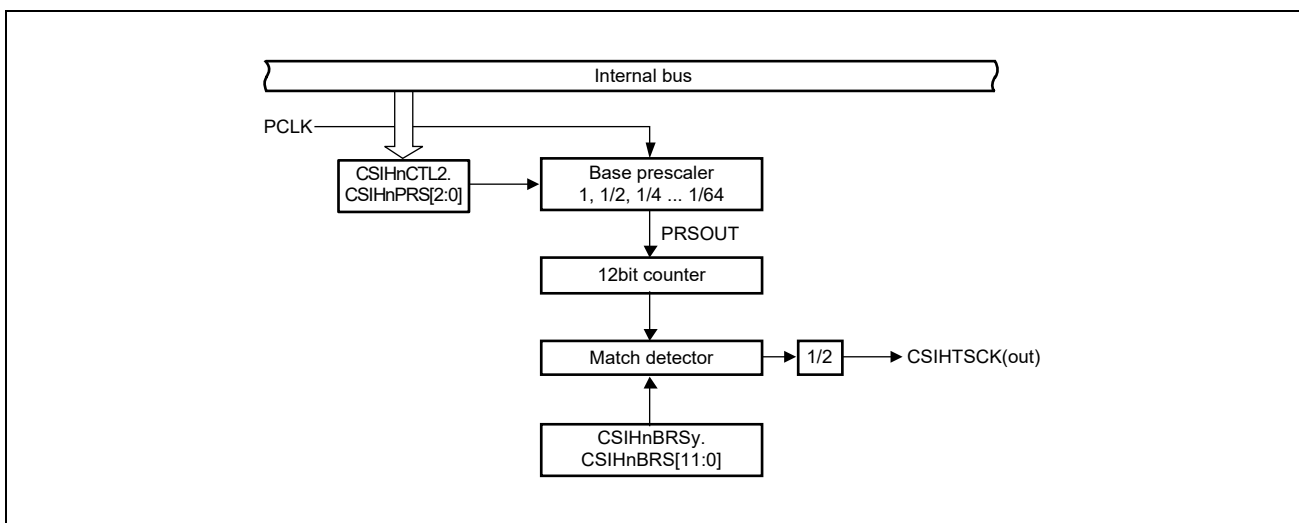 Internal bus
PCLK
CSIHnCTL2.
CSIHnPRS[2:0]
Base prescaler
1, 1/2, 1/4 ... 1/64
PRSOUT
12bit counter
Match detector
1/2
CSIHTSCK(out)
CSIHnBRSy.
CSIHnBRS[11:0]